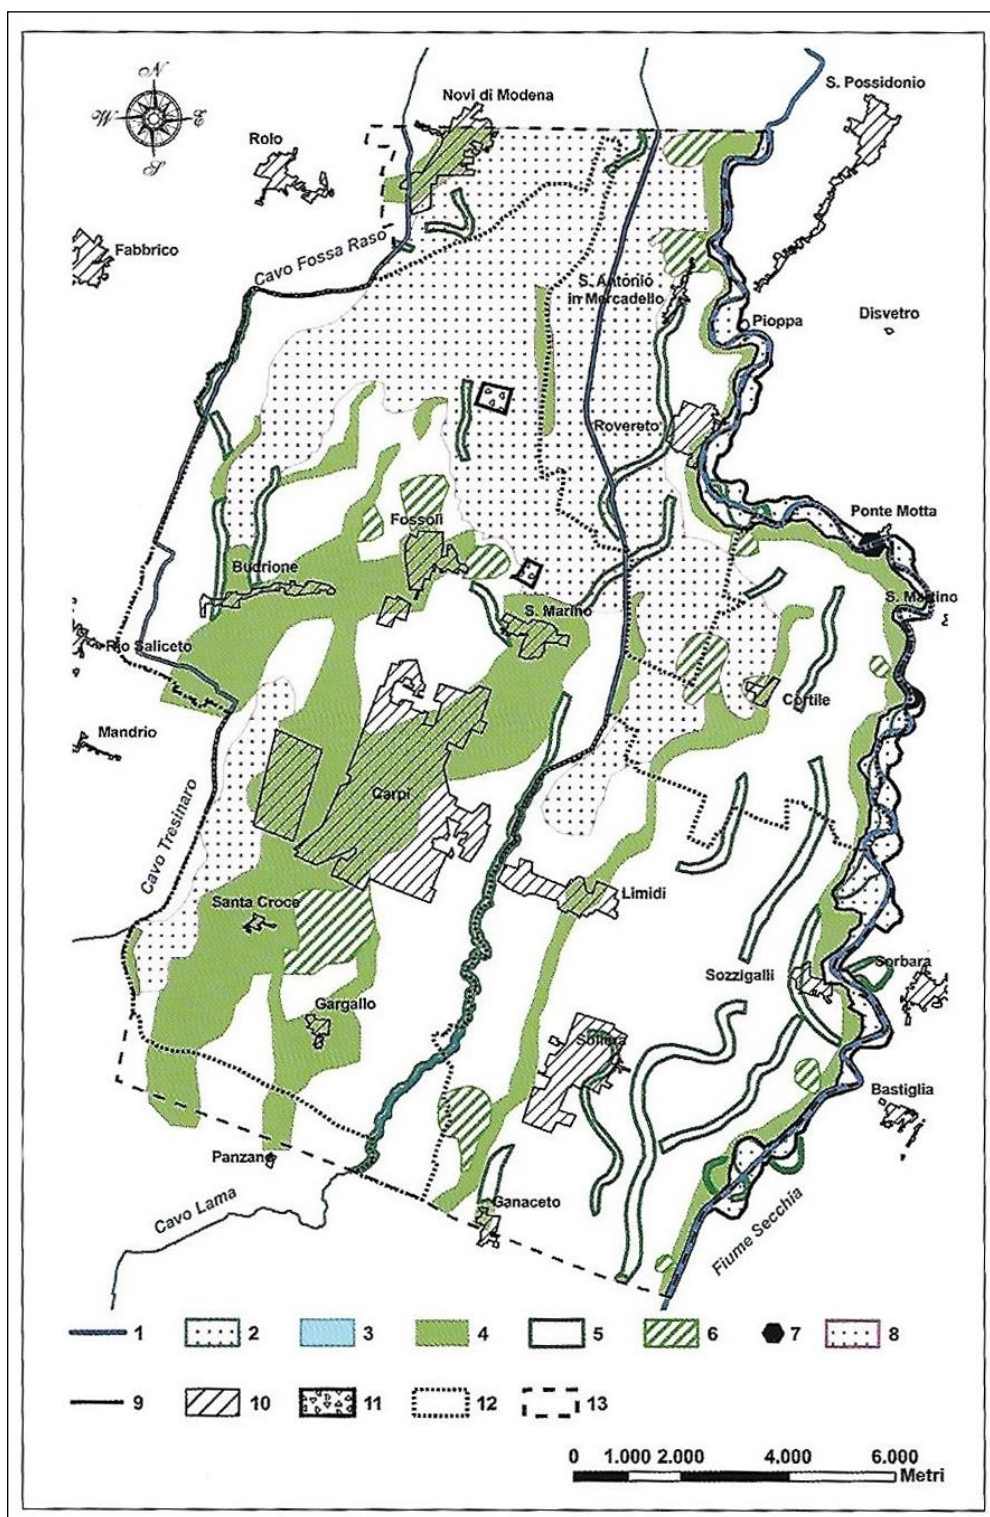 N
W E
S
Novi di Modena
S. Possidonio
Rolo
Fabbrico
Cavo Fossa Raso
S. Antonio
in Mercadello
Pioppa
Disvetro
Rovereto
Ponte Motta
Fossoli
Budrione
S. Marino
S. Martino
Rio Saliceto
Cortile
Mandrio
Carpi
Cavo Tresinaro
Santa Croce
Limidi
Sozzigalli
Sorbara
Gargallo
Soliera
Bastiglia
Panzano
Cavo Lama
Ganaceto
Fiume Secchia
1 2 3 4 5 6 7 8
9 10 11 12 13
0 1.000 2.000 4.000 6.000
Metri